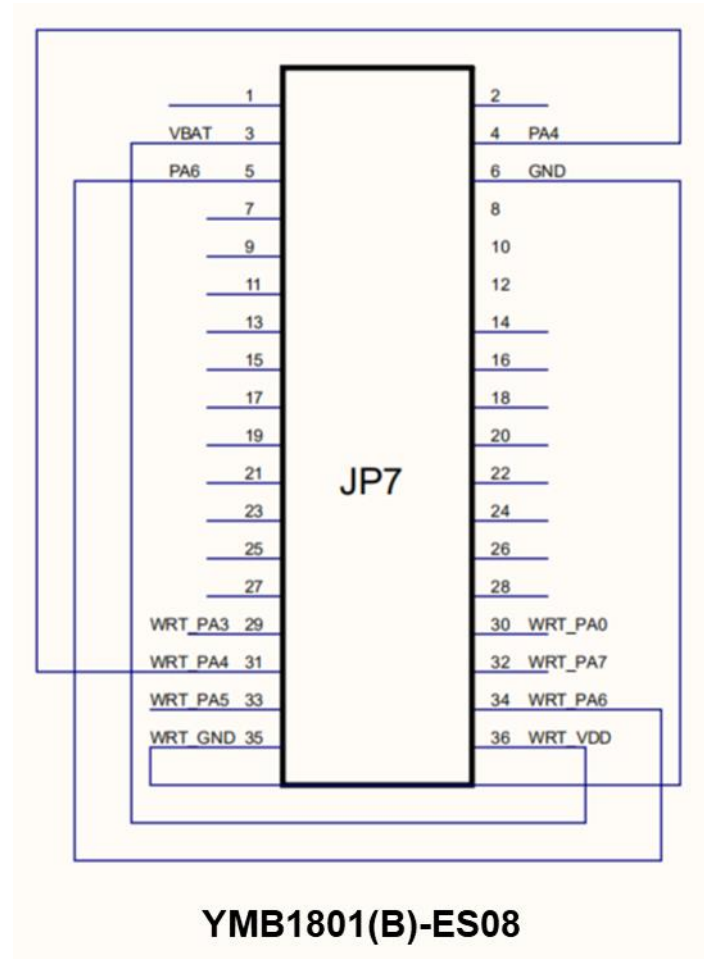 1 2
VBAT 3 4 PA4
PA6 5 6 GND
7 8
9 10
11 12
13 14
15 16
17 18
19 20
21 22
JP7
23 24
25 26
27 28
WRT_PA3 29 30 WRT_PA0
WRT_PA4 31 32 WRT_PA7
WRT_PA5 33 34 WRT_PA6
WRT_GND 35 36 WRT_VDD
YMB1801(B)-ES08